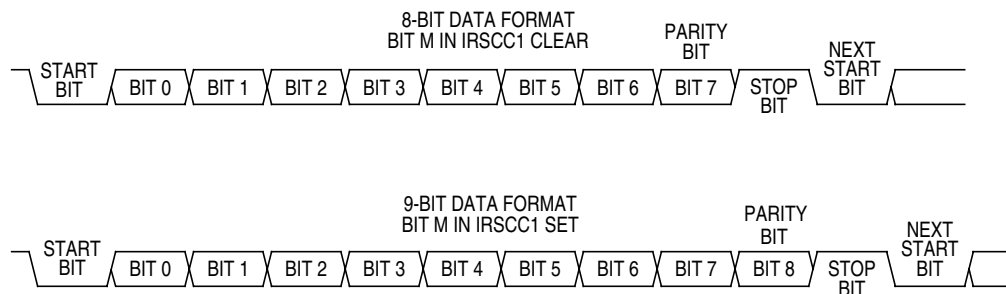 8-BIT DATA FORMAT
BIT M IN IRSCC1 CLEAR
PARITY
BIT
START
BIT
BIT 0
BIT 1
BIT 2
BIT 3
BIT 4
BIT 5
BIT 6
BIT 7
STOP
BIT
NEXT
START
BIT
9-BIT DATA FORMAT
BIT M IN IRSCC1 SET
PARITY
BIT
START
BIT
BIT 0
BIT 1
BIT 2
BIT 3
BIT 4
BIT 5
BIT 6
BIT 7
BIT 8
STOP
BIT
NEXT
START
BIT